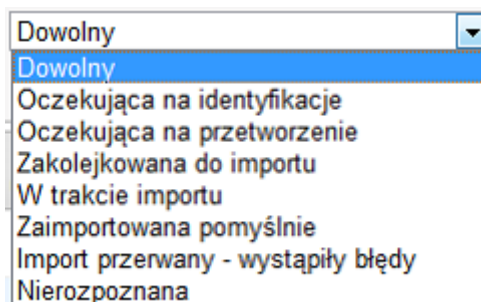 Dowolny
Dowolny
Oczekująca na identyfikacje
Oczekująca na przetworzenie
Zakolejkowana do importu
W trakcie importu
Zaimportowana pomyślnie
Import przerwany - wystąpiły błędy
Nierozpoznana